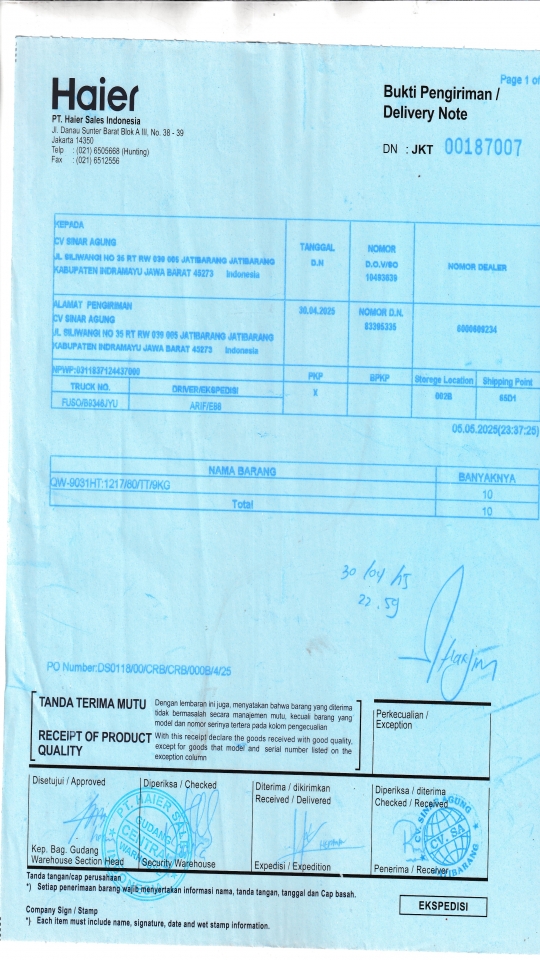 Page 1 of
Haier
PT. Haier Sales Indonesia
Jl. Danau Sunter Barat Blok A III, No. 38 - 39
Jakarta 14350
Telp : (021) 6505668 (Hunting)
Fax : (021) 6512556
Bukti Pengiriman /
Delivery Note
DN : JKT 00187007
KEPADA
CV SINAR AGUNG
JL SILIWANGI NO 35 RT RW 039 005 JATIBARANG JATIBARANG
KABUPATEN INDRAMAYU JAWA BARAT 45273 Indonesia
TANGGAL
D.N
NOMOR
D.O.V/SO
10493039
NOMOR DEALER
ALAMAT PENGIRIMAN
CV SINAR AGUNG
JL SILIWANGI NO 35 RT RW 039 005 JATIBARANG JATIBARANG
KABUPATEN INDRAMAYU JAWA BARAT 45273 Indonesia
30.04.2025
NOMOR D.N.
83205335
6000009234
NPWP:0311837124437000
PKP
BPKP
Storege Location
Shipping Point
TRUCK NO.
DRIVER/EKSPEDISI
X
002B
65D1
FUSO/B9346JYU
ARIF/E86
05.05.2025(23:37:25)
NAMA BARANG
BANYAKNYA
QW-9031HT:1217/80/TT/9KG
10
Total
10
30/04/25
22.59
Hakim
PO Number:DS0118/00/CRB/CRB/000B/4/25
TANDA TERIMA MUTU
Dengan lembaran ini juga, menyatakan bahwa barang yang diterima
tidak bermasalah secara manajemen mutu, kecuali barang yang
model dan nomor serinya tertera pada kolom pengecualian
RECEIPT OF PRODUCT
QUALITY
With this receipt declare the goods received with good quality,
except for goods that model and serial number listed on the
exception column
Perkecualian /
Exception
Disetujui / Approved
Diperiksa / Checked
Diterima / dikirimkan
Received / Delivered
Diperiksa / diterima
Checked / Received
PT. HAIER SALES
GUDANG
CENTRAL
WAREHOUSE
CV. SINAR AGUNG
CV. SA
JATIBARANG
Kep. Bag. Gudang
Warehouse Section Head
Security Warehouse
Expedisi / Expedition
Penerima / Receiver
Tanda tangan/cap perusahaan
*) Setiap penerimaan barang wajib menyertakan informasi nama, tanda tangan, tanggal dan Cap basah.
EKSPEDISI
Company Sign / Stamp
*) Each item must include name, signature, date and wet stamp information.